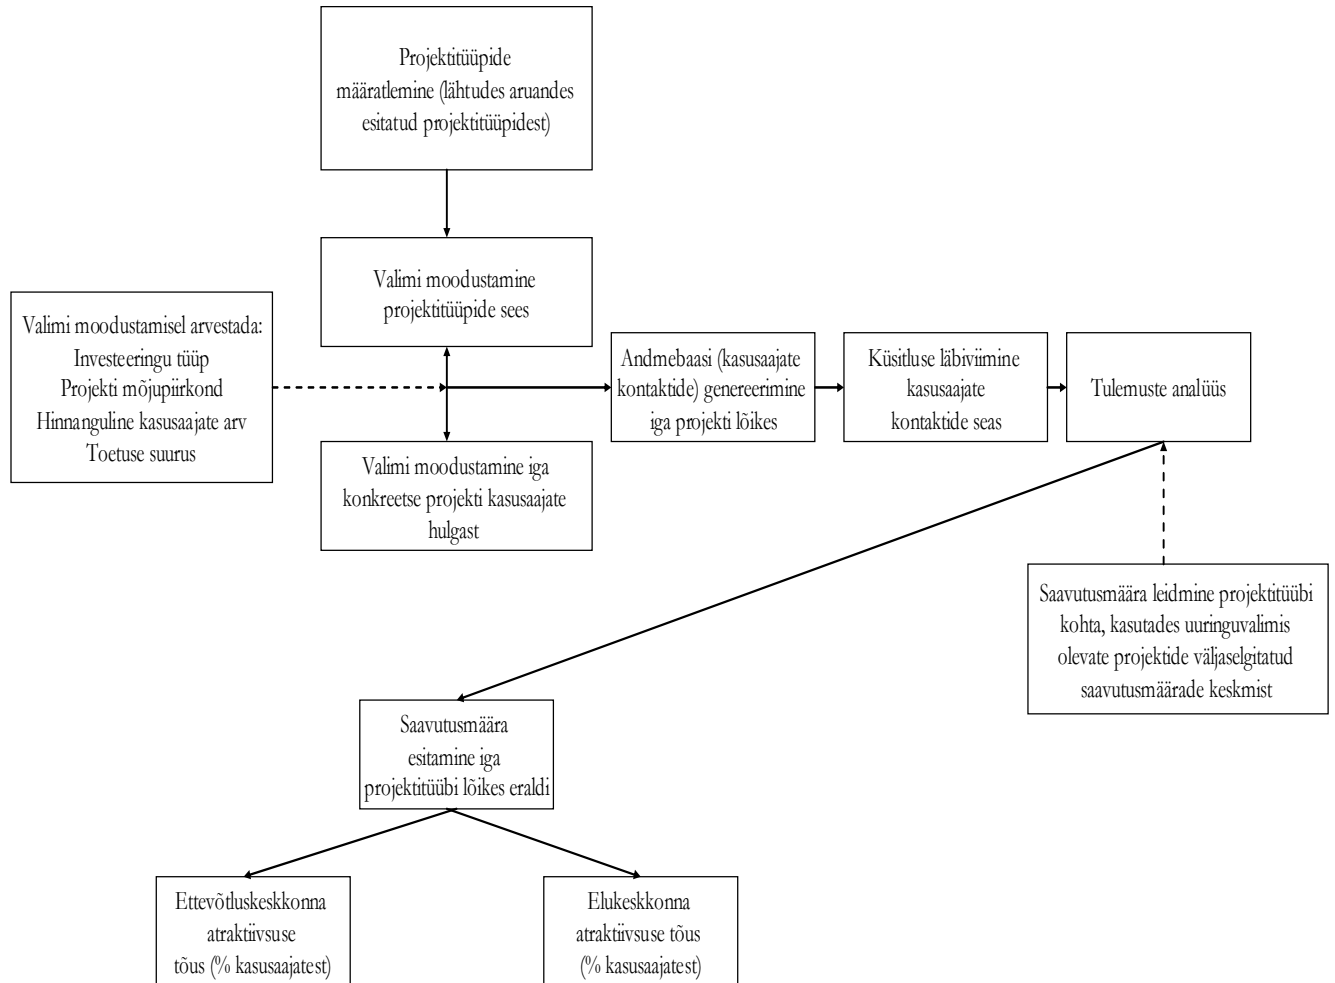 Projektitüüpide
määratlemine (lähtudes aruandes
esitatud projektitüüpidest)
Valimi moodustamine
projektitüüpide sees
Valimi moodustamisel arvestada:
Investeeringu tüüp
Projekti mõjupiirkond
Hinnanguline kasusaajate arv
Toetuse suurus
Valimi moodustamine iga
konkreetse projekti kasusaajate
hulgast
Andmebaasi (kasusaajate
kontaktide) genereerimine
iga projekti lõikes
Küsitluse läbiviimine
kasusaajate
kontaktide seas
Tulemuste analüüs
Saavutusmäära leidmine projektitüübi
kohta, kasutades uuringuvalimis
olevate projektide väljaselgitatud
saavutusmäärade keskmist
Saavutusmäära
esitamine iga
projektitüübi lõikes eraldi
Ettevõtluskeskkonna
atraktiivsuse
tõus (% kasusaajatest)
Elukeskkonna
atraktiivsuse tõus
(% kasusaajatest)